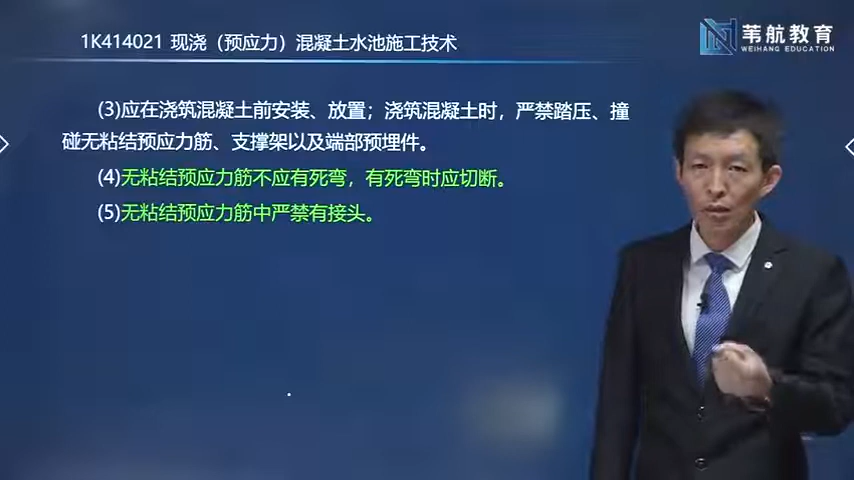 1K414021 现浇（预应力）混凝土水池施工技术
苇航教育
WEIHANG EDUCATION
(3)应在浇筑混凝土前安装、放置；浇筑混凝土时，严禁踏压、撞
碰无粘结预应力筋、支撑架以及端部预埋件。
(4)无粘结预应力筋不应有死弯，有死弯时应切断。
(5)无粘结预应力筋中严禁有接头。